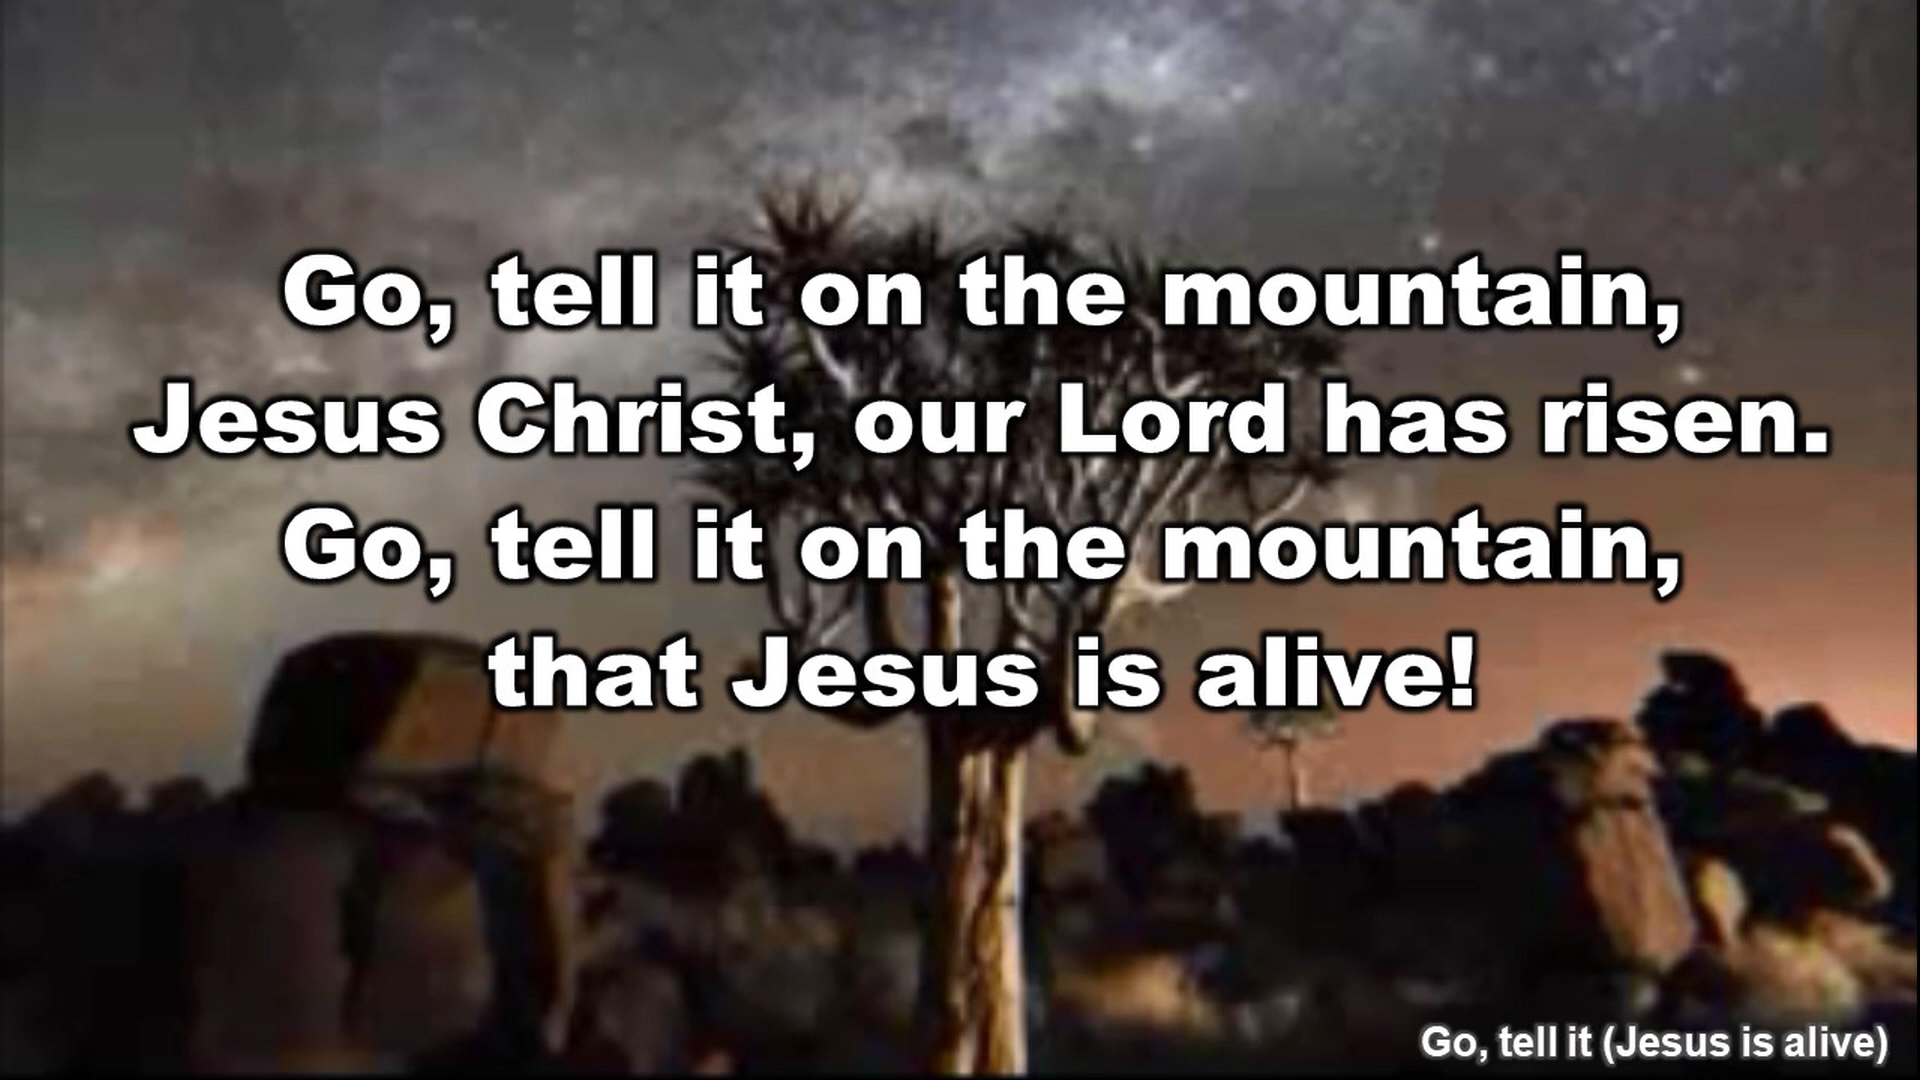 Go, tell it on the mountain,
Jesus Christ, our Lord has risen.
Go, tell it on the mountain,
that Jesus is alive!
Go, tell it (Jesus is alive)